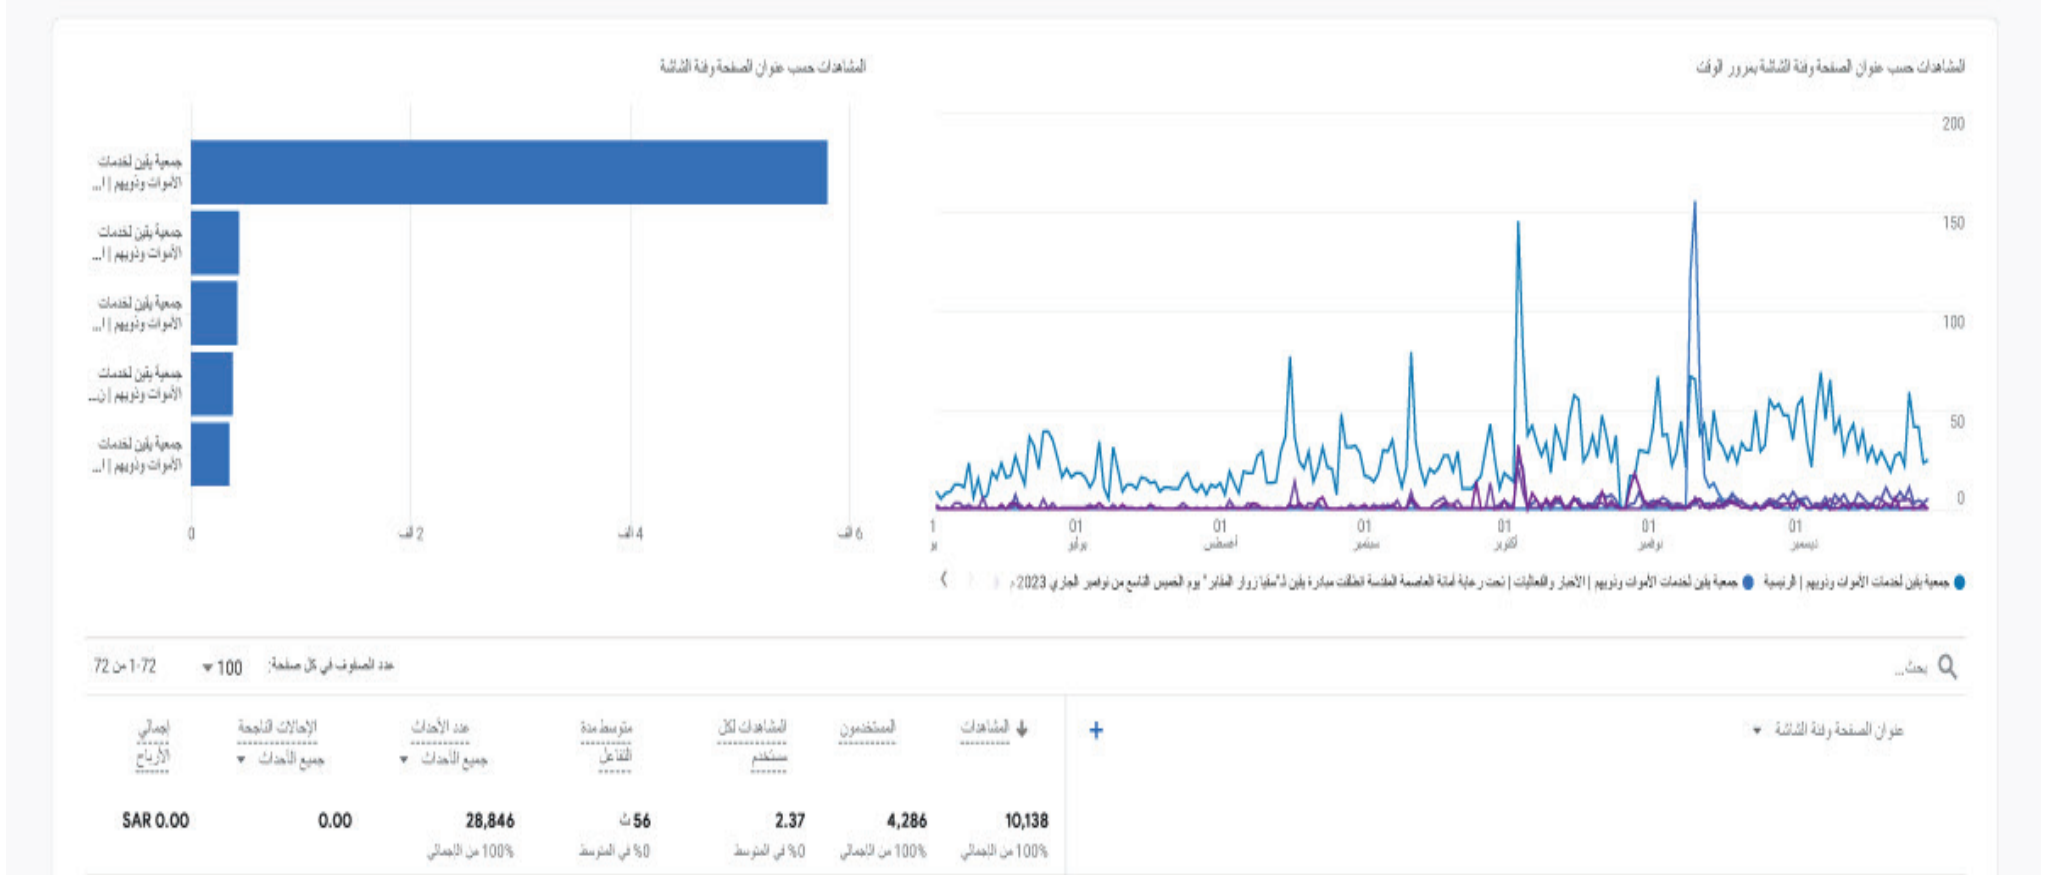 المشاهدات حسب عنوان الصفحة وفئة الشاشة بمرور الوقت
200
150
100
50
0
01
يوليو
01
أغسطس
01
سبتمبر
01
أكتوبر
01
نوفمبر
01
ديسمبر
جمعية يقين لخدمات الأموات وذويهم | الرئيسية
جمعية يقين لخدمات الأموات وذويهم | الأخبار والفعاليات | تحت رعاية أمانة العاصمة المقدسة انطلقت مبادرة يقين لـ"سقيا زوار المقابر" يوم الخميس التاسع من نوفمبر الجاري 2023 م
المشاهدات حسب عنوان الصفحة وفئة الشاشة
جمعية يقين لخدمات
الأموات وذويهم | ا...
جمعية يقين لخدمات
الأموات وذويهم | ا...
جمعية يقين لخدمات
الأموات وذويهم | ا...
جمعية يقين لخدمات
الأموات وذويهم | ن...
جمعية يقين لخدمات
الأموات وذويهم | ا...
0
2 ألف
4 ألف
6 ألف
بحث...
عدد الصفوف في كل صفحة: 100
1-72 من 72
عنوان الصفحة وفئة الشاشة
+
المشاهدات
المستخدمون
المشاهدات لكل
مستخدم
متوسط مدة
التفاعل
عدد الأحداث
جميع الأحداث
الإحالات الناجحة
جميع الأحداث
إجمالي
الأرباح
10,138
100% من الإجمالي
4,286
100% من الإجمالي
2.37
0% في المتوسط
56 ث
0% في المتوسط
28,846
100% من الإجمالي
0.00
SAR 0.00